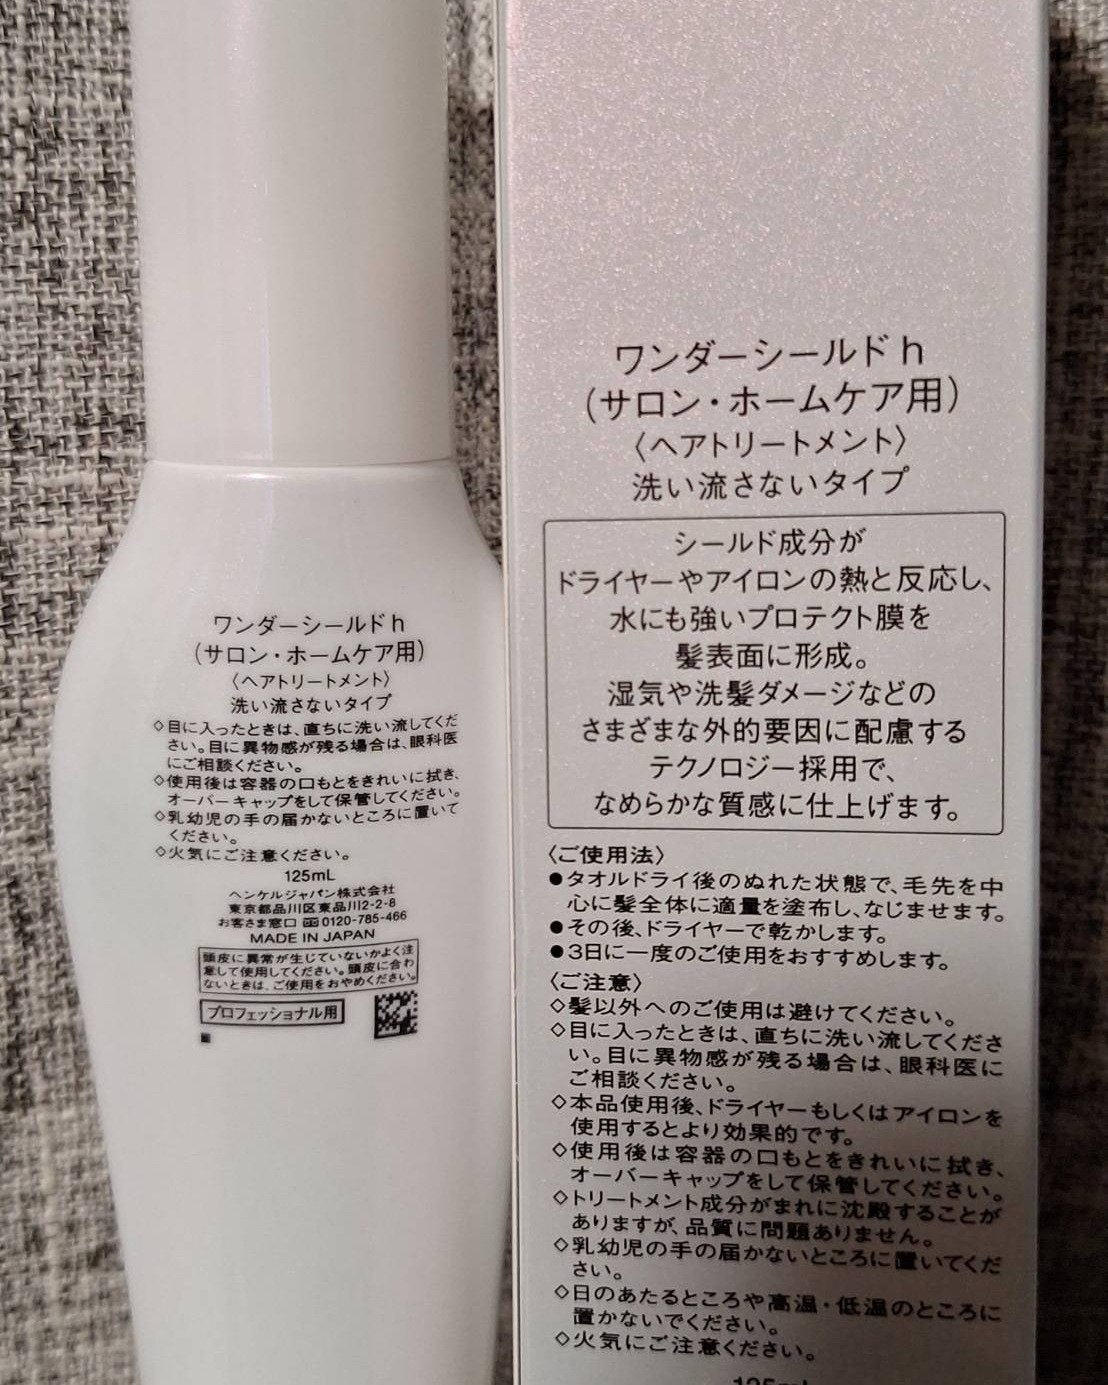 ワンダーシールドh
(サロン・ホームケア用)
〈ヘアトリートメント〉
洗い流さないタイプ
◇目に入ったときは、直ちに洗い流してくだ
さい。目に異物感が残る場合は、眼科医
にご相談ください。
◇使用後は容器の口もとをきれいに拭き、
オーバーキャップをして保管してください。
◇乳幼児の手の届かないところに置いて
ください。
◇火気にご注意ください。
125mL
ヘンケルジャパン株式会社
東京都品川区東品川2-2-8
お客さま窓口 0120-785-466
MADE IN JAPAN
頭皮に異常が生じていないかよく注
意して使用してください。頭皮に合わ
ないときは、ご使用をおやめください。
プロフェッショナル用
ワンダーシールドh
(サロン・ホームケア用)
〈ヘアトリートメント〉
洗い流さないタイプ
シールド成分が
ドライヤーやアイロンの熱と反応し、
水にも強いプロテクト膜を
髪表面に形成。
湿気や洗髪ダメージなどの
さまざまな外的要因に配慮する
テクノロジー採用で、
なめらかな質感に仕上げます。
〈ご使用法〉
●タオルドライ後のぬれた状態で、毛先を中
心に髪全体に適量を塗布し、なじませます。
●その後、ドライヤーで乾かします。
●3日に一度のご使用をおすすめします。
〈ご注意〉
◇髪以外へのご使用は避けてください。
◇目に入ったときは、直ちに洗い流してくださ
い。目に異物感が残る場合は、眼科医に
ご相談ください。
◇本品使用後、ドライヤーもしくはアイロンを
使用するとより効果的です。
◇使用後は容器の口もとをきれいに拭き、
オーバーキャップをして保管してください。
◇トリートメント成分がまれに沈殿することが
ありますが、品質に問題ありません。
◇乳幼児の手の届かないところに置いてくだ
さい。
◇日のあたるところや高温・低温のところに
置かないでください。
◇火気にご注意ください。